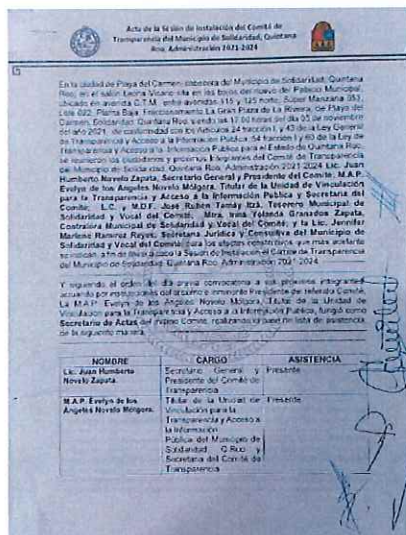 Acta de la Sesión de Instalación del Comité de
Transparencia del Municipio de Solidaridad, Quintana
Roo, Administración 2021-2024
En la ciudad de Playa del Carmen, cabecera del Municipio de Solidaridad, Quintana
Roo, en el salón Leona Vicario sita en los bajos del nuevo Palacio Municipal,
ubicado en avenida C.T.M. entre avenidas 115 y 125 norte, Súper Manzana
Lote 022, Planta Baja, Fraccionamiento La Gran Plaza de La Riviera, de Playa del
Carmen, Solidaridad, Quintana Roo, siendo las 17:00 horas del día 05 de noviembre
del año 2021, de conformidad con los Artículos 24 fracción I, y 43 de la Ley General
de Transparencia y Acceso a la Información Pública, 54 fracción I y 60 de la Ley de
Transparencia y Acceso a la Información Pública para el Estado de Quintana Roo,
se reunieron los ciudadanos y próximos Integrantes del Comité de Transparencia
del Municipio de Solidaridad, Quintana Roo, Administración 2021-2024 Lic. Juan
Humberto Novelo Zapata, Secretario General y Presidente del Comité; M.A.P.
Evelyn de los Angeles Novelo Mólgora, Titular de la Unidad de Vinculación
para la Transparencia y Acceso a la Información Pública y Secretaria del
Comité; L.C. y M.D.F. José Rubén Tamay Itzá, Tesorero Municipal de
Solidaridad y Vocal del Comité; Mtra. Irma Yolanda Granados Zapata,
Contralora Municipal de Solidaridad y Vocal del Comité; y la Lic. Jennifer
Marlene Ramírez Reyes, Secretaria Jurídica y Consultiva del Municipio de
Solidaridad y Vocal del Comité; para los efectos constitutivos que más adelante
se indican, a fin de llevar a cabo la Sesión de Instalación el Comité de Transparencia
del Municipio de Solidaridad, Quintana Roo, Administración 2021-2024.
Y siguiendo el orden del día previa convocatoria a los próximos integrantes
acuerdo por instrucciones del próximo e inminente Presidente del referido Comité,
La M.A.P. Evelyn de los Ángeles Novelo Mólgora, Titular de la Unidad de
Vinculación para la Transparencia y Acceso a la Información Pública, fungió como
Secretario de Actas del mismo Comité, realizando el pase de lista de asistencia
de la siguiente manera:
NOMBRE CARGO ASISTENCIA
Lic. Juan Humberto
Novelo Zapata.
Secretario General y
Presidente del Comité de
Transparencia
Presente
M.A.P. Evelyn de los
Ángeles Novelo Mólgora.
Titular de la Unidad de
Vinculación para la
Transparencia y Acceso a
la Información
Pública del Municipio de
Solidaridad Q.Roo y
Secretaria del Comité de
Transparencia
Presente